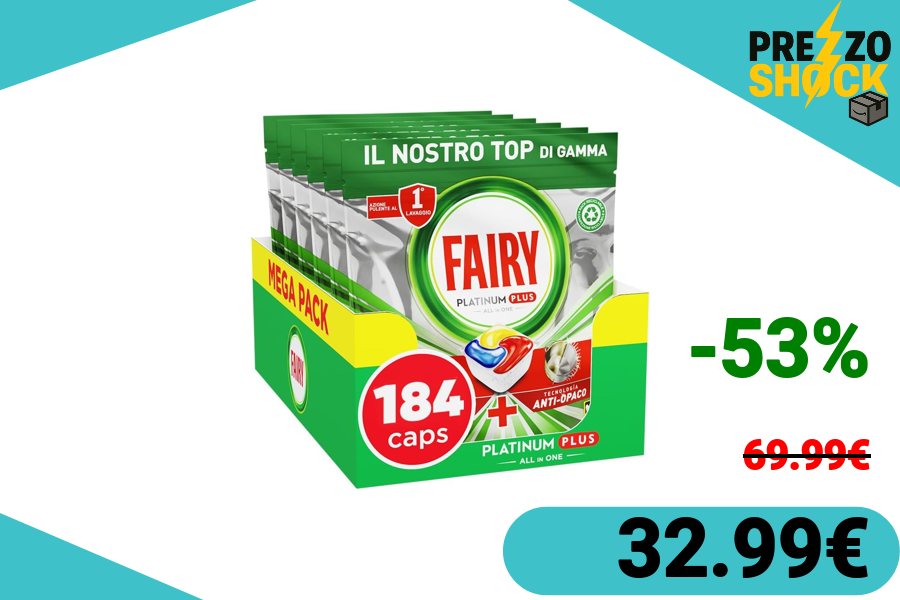 PREZZO
SHOCK
IL NOSTRO TOP DI GAMMA
AZIONE
PULENTE AL
1°
LAVAGGIO
FAIRY
PLATINUM PLUS
ALL IN ONE
MEGA PACK
FAIRY
184
caps
TECNOLOGIA
ANTI-OPACO
PLATINUM PLUS
ALL IN ONE
-53%
69.99€
32.99€